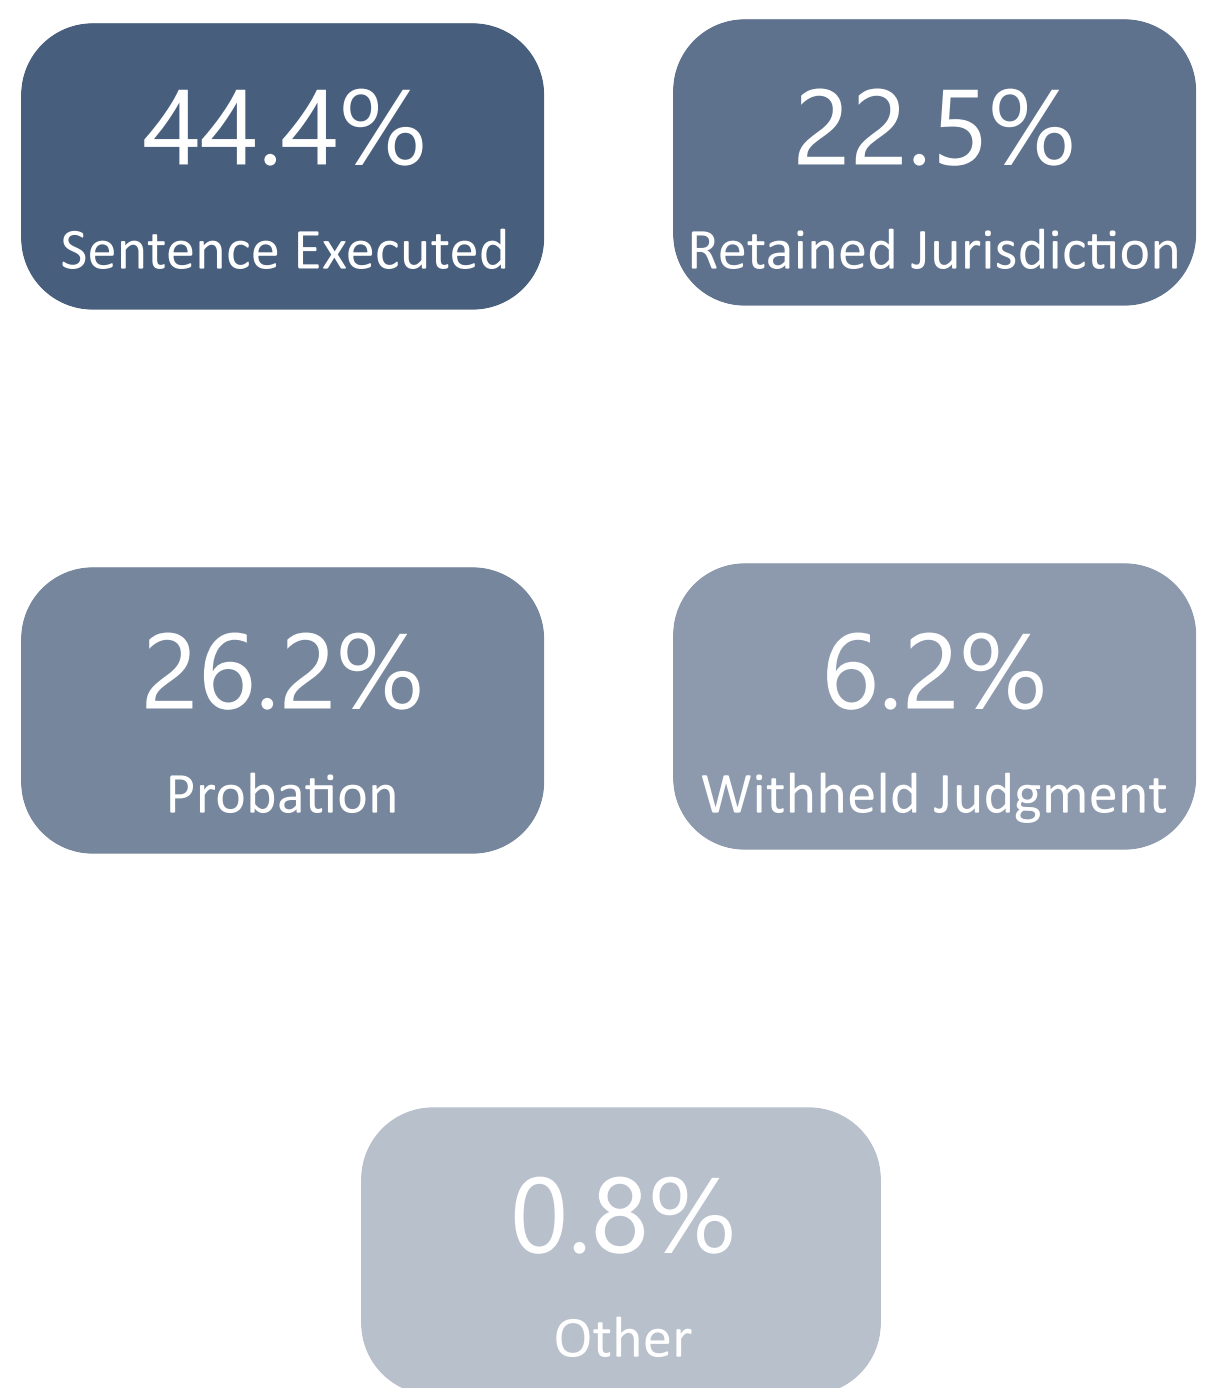 44.4%
Sentence Executed
22.5%
Retained Jurisdiction
26.2%
Probation
6.2%
Withheld Judgment
0.8%
Other